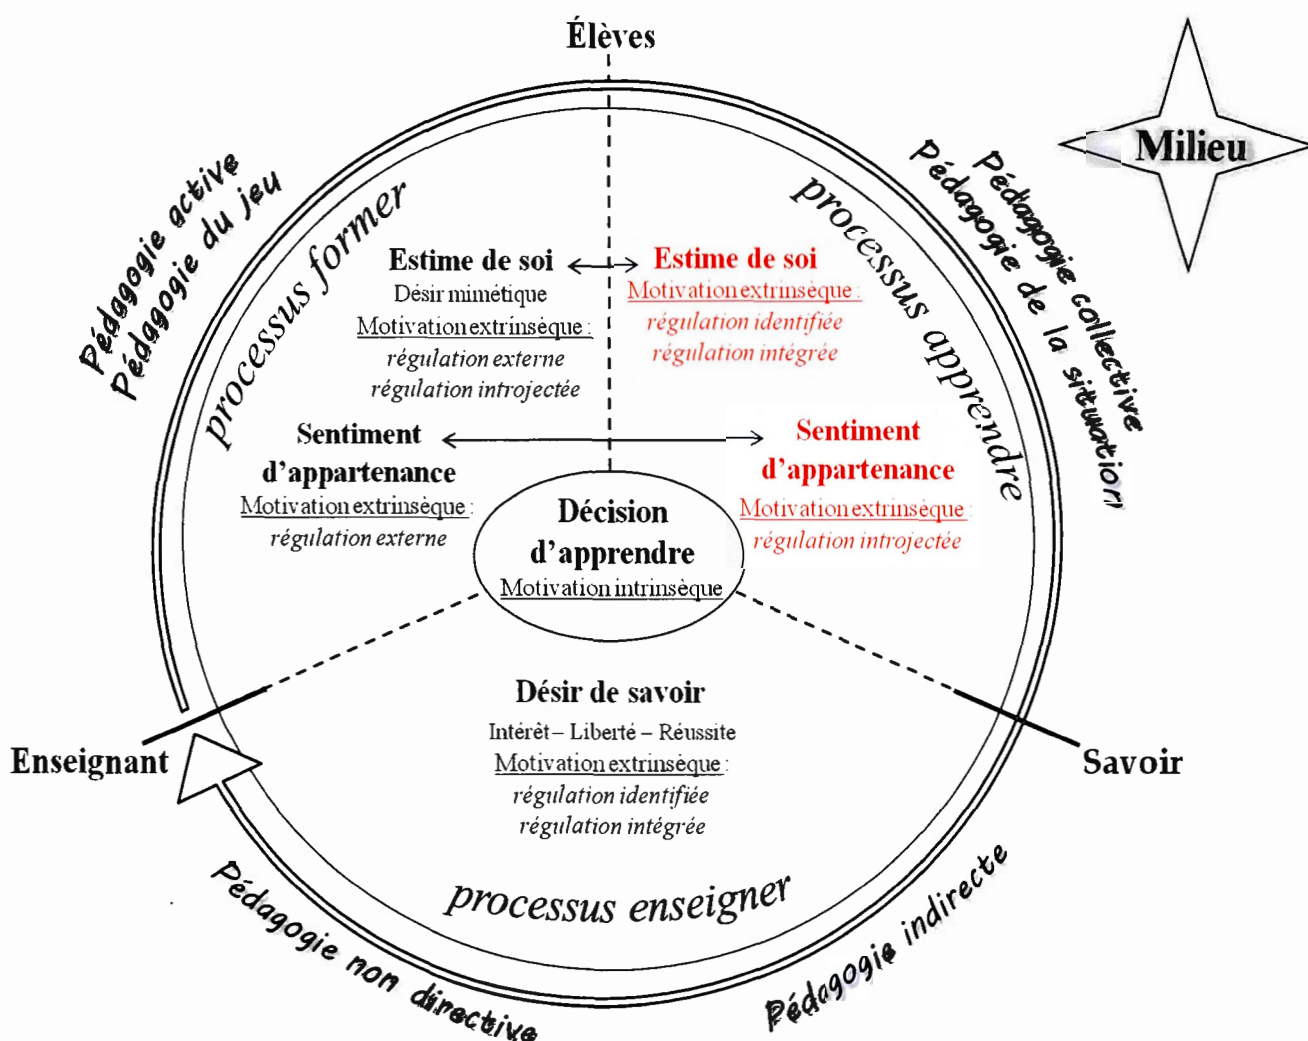 Élèves
Milieu
Pédagogie active
Pédagogie du jeu
processus former
processus apprendre
Pédagogie collective
Pédagogie de la situation
Estime de soi
Désir mimétique
Motivation extrinsèque :
régulation externe
régulation introjectée
Estime de soi
Motivation extrinsèque :
régulation identifiée
régulation intégrée
Sentiment
d'appartenance
Motivation extrinsèque :
régulation externe
Sentiment
d'appartenance
Motivation extrinsèque :
régulation introjectée
Décision
d'apprendre
Motivation intrinsèque
Désir de savoir
Intérêt – Liberté – Réussite
Motivation extrinsèque :
régulation identifiée
régulation intégrée
Enseignant
Savoir
processus enseigner
Pédagogie non directive
Pédagogie indirecte